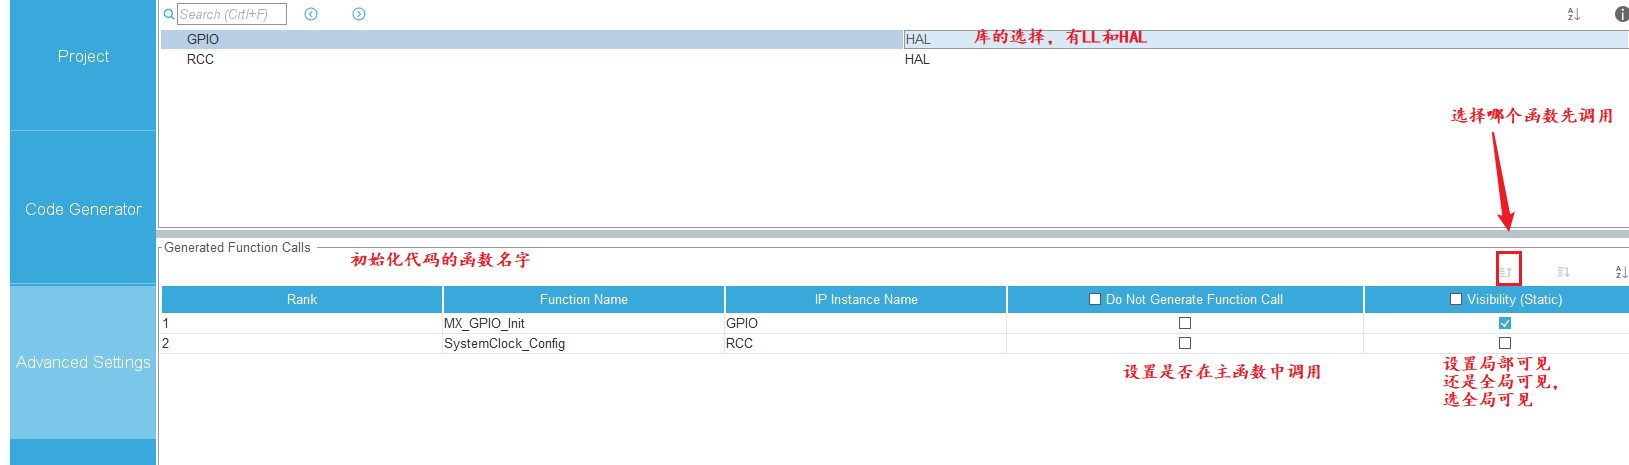 Search (CrtI+F)
A
Z
GPIO
HAL
库的选择，有LL和HAL
RCC
HAL
Project
选择哪个函数先调用
Code Generator
Generated Function Calls
初始化代码的函数名字
A
Z
Rank
Function Name
IP Instance Name
Do Not Generate Function Call
Visibility (Static)
1
MX_GPIO_Init
GPIO
2
SystemClock_Config
RCC
Advanced Settings
设置是否在主函数中调用
设置局部可见
还是全局可见，
选全局可见